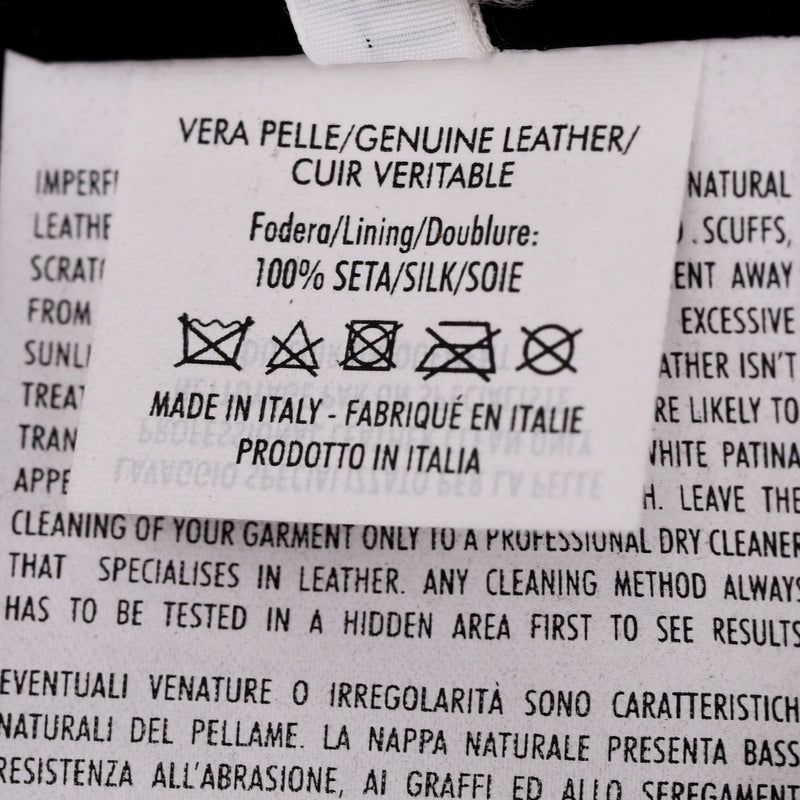 VERA PELLE/GENUINE LEATHER/
CUIR VERITABLE
Fodera/Lining/Doublure:
100% SETA/SILK/SOIE
MADE IN ITALY - FABRIQUÉ EN ITALIE
PRODOTTO IN ITALIA
NATURAL
SCUFFS,
AWAY
FROM EXCESSIVE
ISN'T
LIKELY TO
PATINA
LEAVE THE
CLEANING OF YOUR GARMENT ONLY TO A PROFESSIONAL DRY CLEANER
THAT SPECIALISES IN LEATHER. ANY CLEANING METHOD ALWAYS
HAS TO BE TESTED IN A HIDDEN AREA FIRST TO SEE RESULTS
EVENTUALI VENATURE O IRREGOLARITÀ SONO CARATTERISTICH
NATURALI DEL PELLAME. LA NAPPA NATURALE PRESENTA BASS
RESISTENZA ALL'ABRASIONE, AI GRAFFI ED ALLO SFREGAMENT